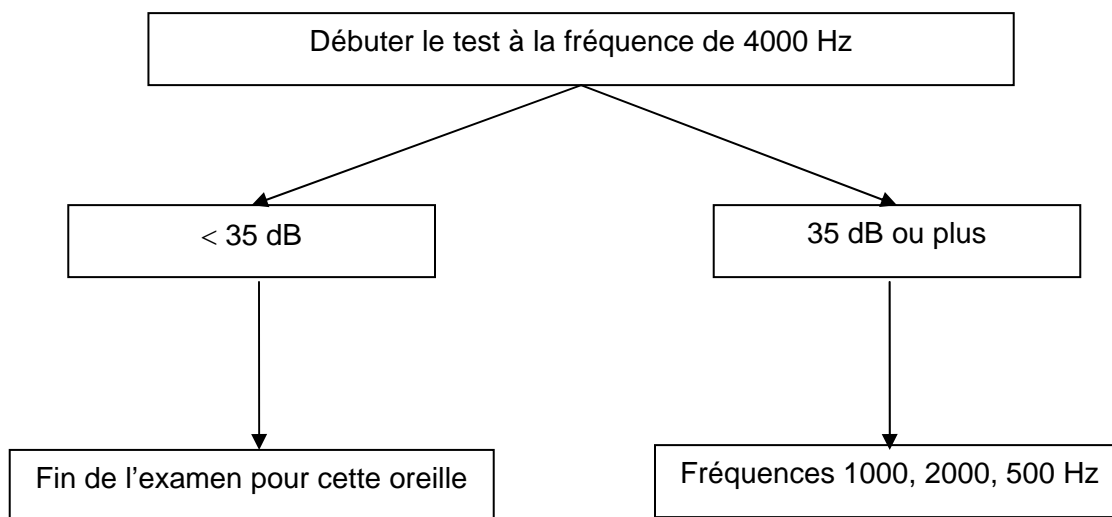 Débuter le test à la fréquence de 4000 Hz
< 35 dB
35 dB ou plus
Fin de l’examen pour cette oreille
Fréquences 1000, 2000, 500 Hz